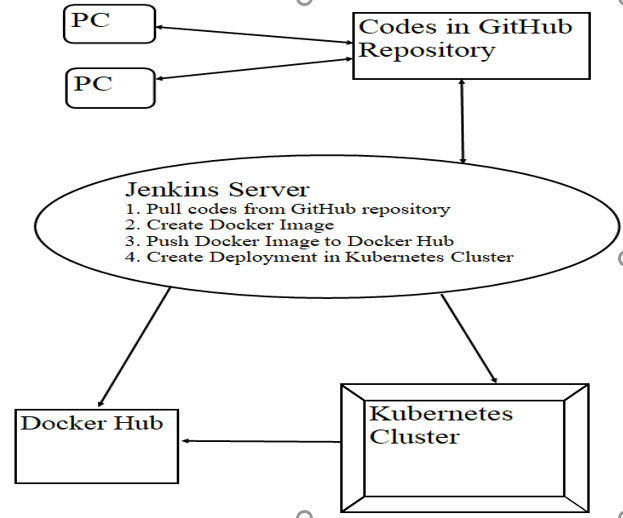 PC
Codes in GitHub
Repository
PC
Jenkins Server
1. Pull codes from GitHub repository
2. Create Docker Image
3. Push Docker Image to Docker Hub
4. Create Deployment in Kubernetes Cluster
Docker Hub
Kubernetes
Cluster